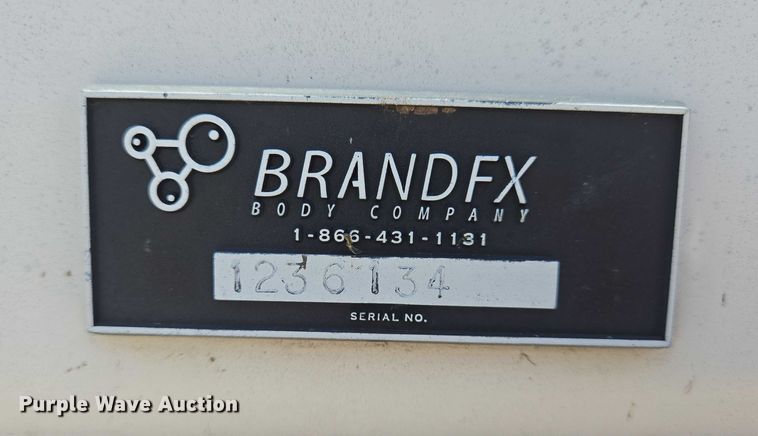 BRANDFX
BODY COMPANY
1-866-431-1131
1236134
SERIAL NO.
Purple Wave Auction